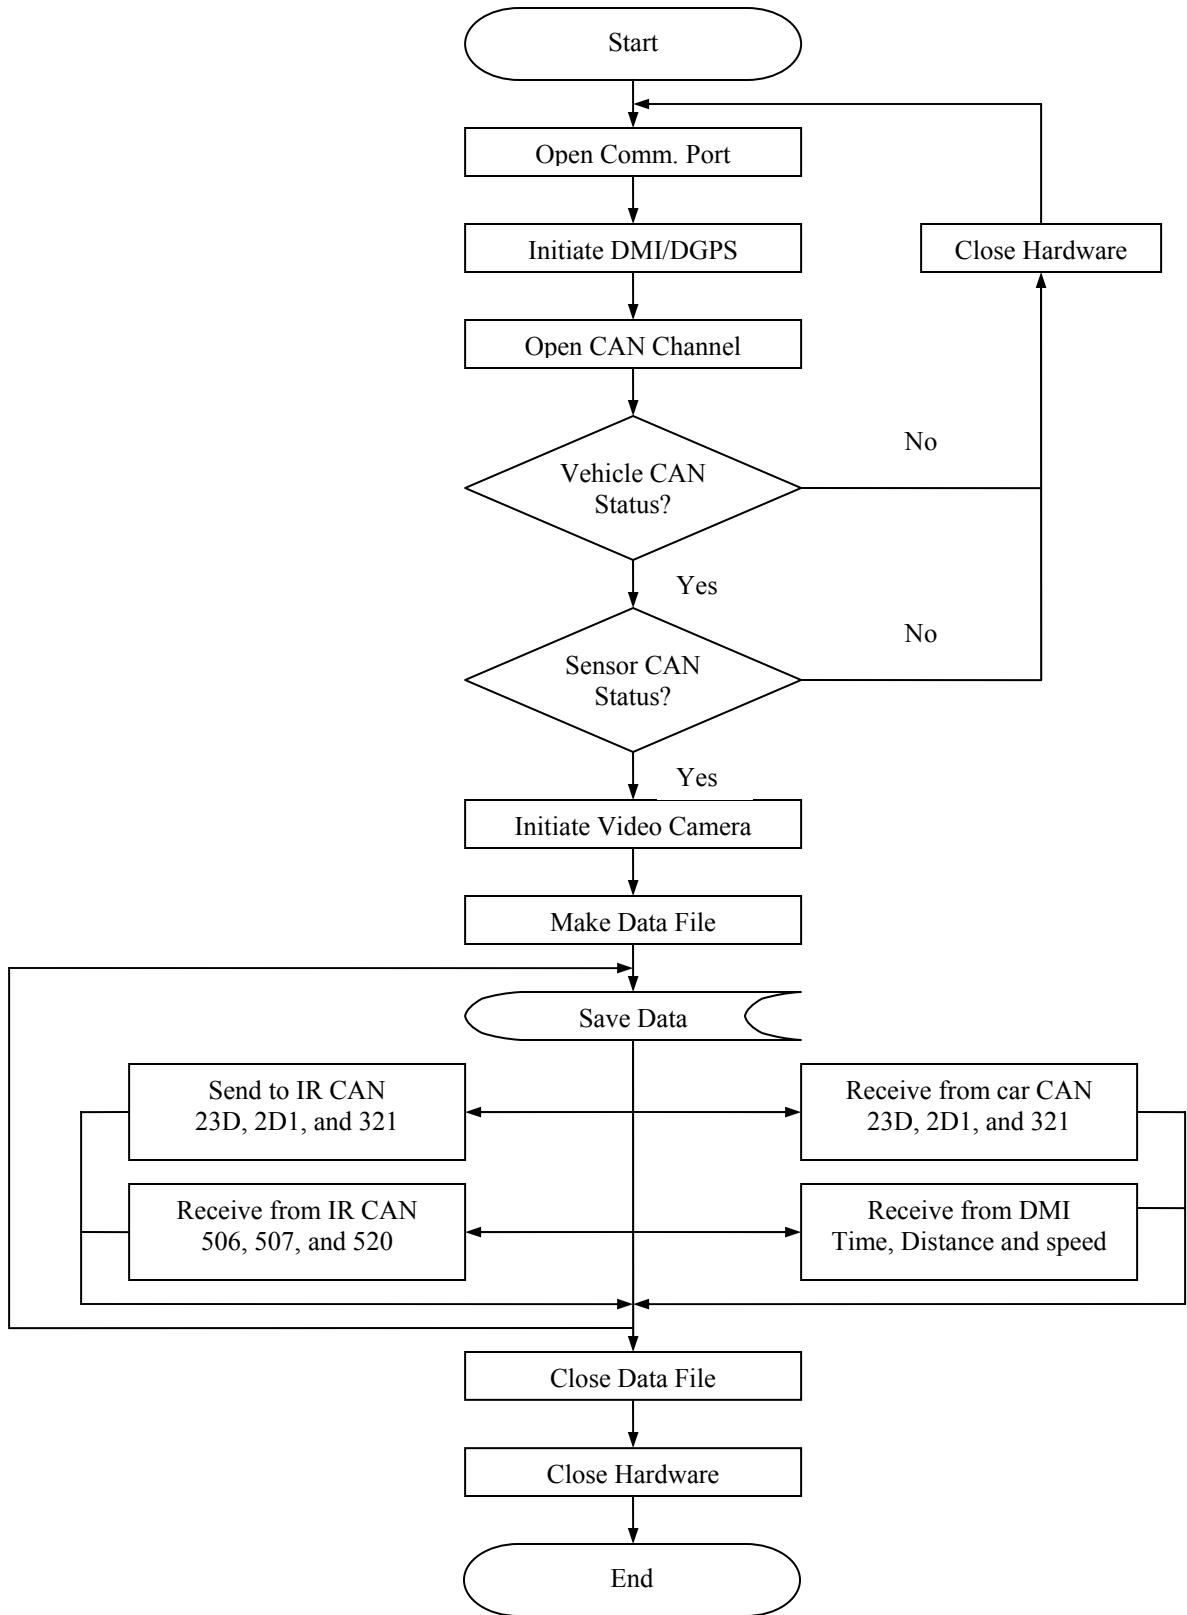 Start
Open Comm. Port
Initiate DMI/DGPS
Close Hardware
Open CAN Channel
No
Vehicle CAN
Status?
Yes
No
Sensor CAN
Status?
Yes
Initiate Video Camera
Make Data File
Save Data
Send to IR CAN
23D, 2D1, and 321
Receive from car CAN
23D, 2D1, and 321
Receive from IR CAN
506, 507, and 520
Receive from DMI
Time, Distance and speed
Close Data File
Close Hardware
End